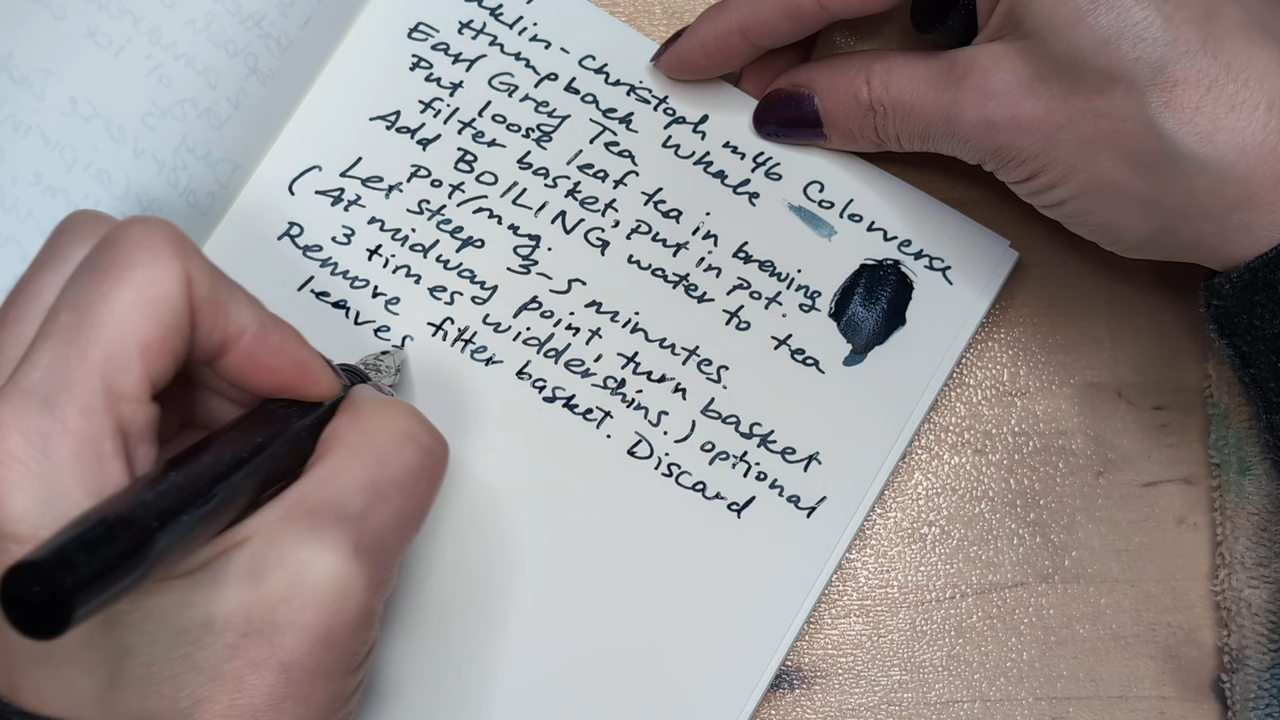 Christoph m46 Colorverse
Humpback Whale
Earl Grey Tea
Put loose leaf tea in brewing
filter basket, put in pot.
Add BOILING water to tea
pot/mug.
Let steep 3-5 minutes.
(At midway point, turn basket
3 times widdershins.) optional
Remove filter basket. Discard
leaves